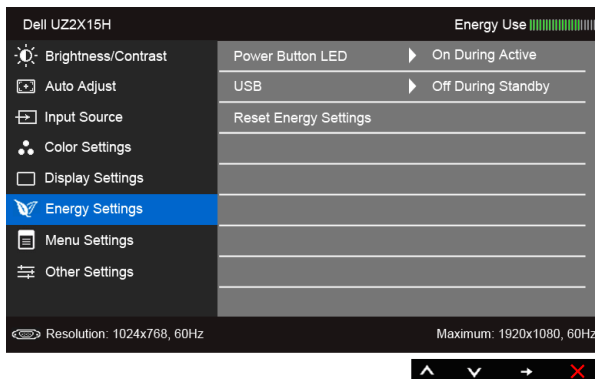 Dell UZ2X15H
Energy Use
Brightness/Contrast
Power Button LED
On During Active
Auto Adjust
USB
Off During Standby
Input Source
Reset Energy Settings
Color Settings
Display Settings
Energy Settings
Menu Settings
Other Settings
Resolution: 1024x768, 60Hz
Maximum: 1920x1080, 60Hz